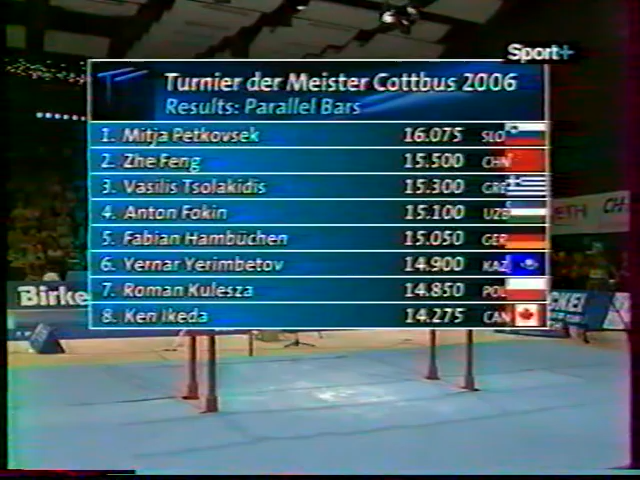 Sport+
Turnier der Meister Cottbus 2006
Results: Parallel Bars
1. Mitja Petkovsek 16.075 SLO
2. Zhe Feng 15.500 CHN
3. Vasilis Tsolakidis 15.300 GRE
4. Anton Fokin 15.100 UZB
5. Fabian Hambüchen 15.050 GER
6. Yernar Yerimbetov 14.900 KAZ
7. Roman Kulesza 14.850 POL
8. Ken Ikeda 14.275 CAN
Birke